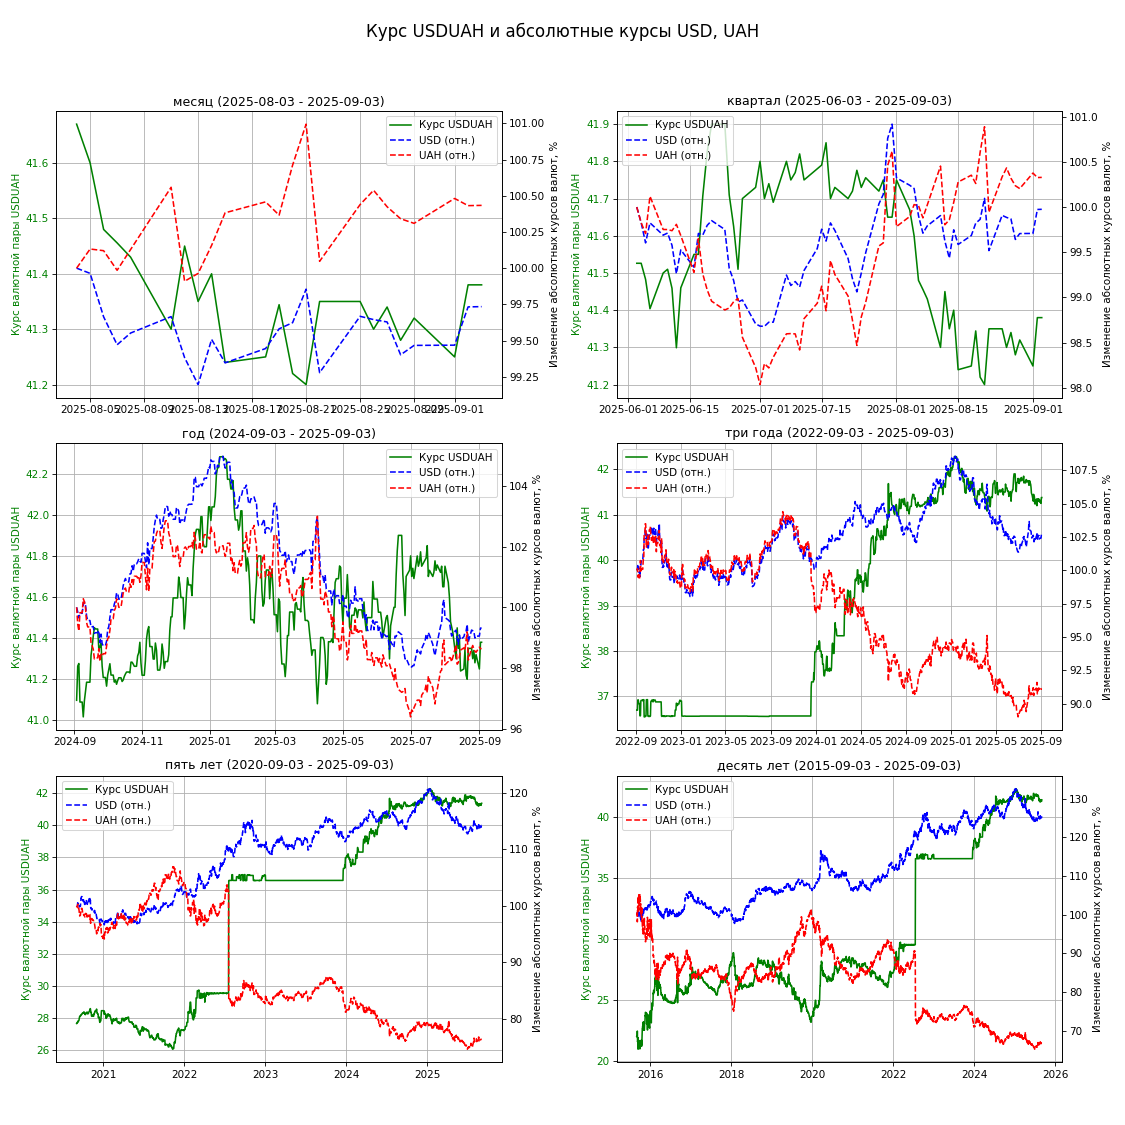 Курс USDUAH и абсолютные курсы USD, UAH
месяц (2025-08-03 - 2025-09-03)
Курс USDUAH
USD (отн.)
UAH (отн.)
Курс валютной пары USDUAH
41.6
41.5
41.4
41.3
41.2
101.00
100.75
100.50
100.25
100.00
99.75
99.50
99.25
Изменение абсолютных курсов валют, %
2025-08-05 2025-08-09 2025-08-13 2025-08-17 2025-08-21 2025-08-25 2025-08-29 2025-09-01
квартал (2025-06-03 - 2025-09-03)
Курс USDUAH
USD (отн.)
UAH (отн.)
Курс валютной пары USDUAH
41.9
41.8
41.7
41.6
41.5
41.4
41.3
41.2
101.0
100.5
100.0
99.5
99.0
98.5
98.0
Изменение абсолютных курсов валют, %
2025-06-01 2025-06-15 2025-07-01 2025-07-15 2025-08-01 2025-08-15 2025-09-01
год (2024-09-03 - 2025-09-03)
Курс USDUAH
USD (отн.)
UAH (отн.)
Курс валютной пары USDUAH
42.2
42.0
41.8
41.6
41.4
41.2
41.0
104
102
100
98
96
Изменение абсолютных курсов валют, %
2024-09 2024-11 2025-01 2025-03 2025-05 2025-07 2025-09
три года (2022-09-03 - 2025-09-03)
Курс USDUAH
USD (отн.)
UAH (отн.)
Курс валютной пары USDUAH
42
41
40
39
38
37
107.5
105.0
102.5
100.0
97.5
95.0
92.5
90.0
Изменение абсолютных курсов валют, %
2022-09 2023-01 2023-05 2023-09 2024-01 2024-05 2024-09 2025-01 2025-05 2025-09
пять лет (2020-09-03 - 2025-09-03)
Курс USDUAH
USD (отн.)
UAH (отн.)
Курс валютной пары USDUAH
42
40
38
36
34
32
30
28
26
120
110
100
90
80
Изменение абсолютных курсов валют, %
2021 2022 2023 2024 2025
десять лет (2015-09-03 - 2025-09-03)
Курс USDUAH
USD (отн.)
UAH (отн.)
Курс валютной пары USDUAH
40
35
30
25
20
130
120
110
100
90
80
70
Изменение абсолютных курсов валют, %
2016 2018 2020 2022 2024 2026